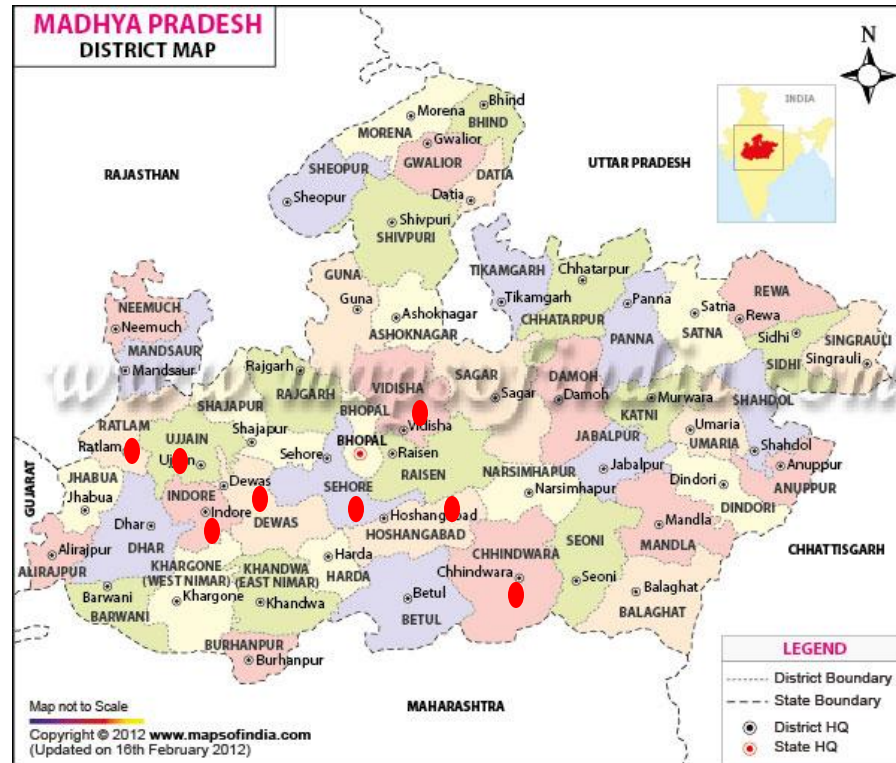 MADHYA PRADESH
DISTRICT MAP
N
INDIA
RAJASTHAN
UTTAR PRADESH
Morena
Bhind
MORENA
BHIND
Gwalior
GWALIOR
SHEOPUR
DATIA
Sheopur
Datia
Shivpuri
SHIVPURI
GUNA
TIKAMGARH
Chhatarpur
Guna
Tikamgarh
Panna
REWA
NEEMUCH
Ashoknagar
Satna
Rewa
Neemuch
ASHOKNAGAR
CHHATARPUR
SATNA
Sidhi
SINGRAULI
MANDSAUR
PANNA
SIDHI
Singrauli
Mandsaur
Rajgarh
VIDISHA
SAGAR
DAMOH
www.mapsofindia.com
RAJGARH
Sagar
Damoh
Murwara
SHAHDOL
SHAJAPUR
BHOPAL
KATNI
RATLAM
Vidisha
Umaria
Ratlam
UJJAIN
Shajapur
BHOPAL
JABALPUR
UMARIA
Shahdol
Ujjain
Sehore
Raisen
Jabalpur
Anuppur
GUJARAT
JHABUA
Dewas
SEHORE
RAISEN
NARSIMHAPUR
Dindori
ANUPPUR
Jhabua
INDORE
Narsimhapur
DINDORI
Indore
Hoshangabad
Dhar
DEWAS
HOSHANGABAD
Mandla
DHAR
SEONI
MANDLA
Alirajpur
Harda
CHHINDWARA
CHHATTISGARH
ALIRAJPUR
KHARGONE
(WEST NIMAR)
KHANDWA
(EAST NIMAR)
HARDA
Chhindwara
Seoni
Barwani
Khargone
Khandwa
Betul
Balaghat
BARWANI
BETUL
BALAGHAT
BURHANPUR
Burhanpur
MAHARASHTRA
LEGEND
District Boundary
State Boundary
District HQ
State HQ
Map not to Scale
Copyright © 2012 www.mapsofindia.com
(Updated on 16th February 2012)